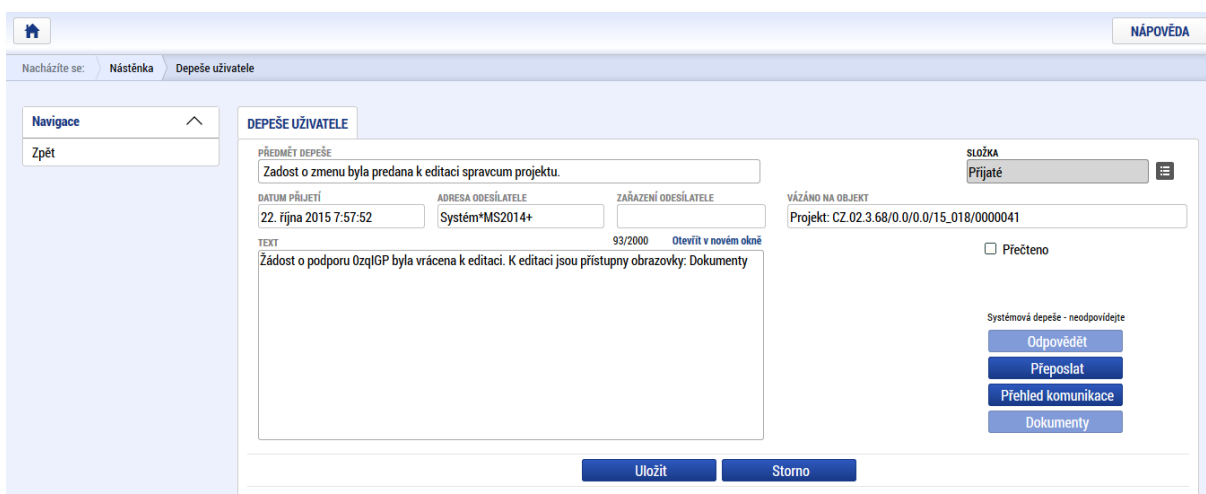 NÁPOVĚDA
Nacházíte se: Nástěnka Depeše uživatele
Navigace
Zpět
DEPEŠE UŽIVATELE
PŘEDMĚT DEPEŠE
Zadost o zmenu byla predana k editaci spravcum projektu.
SLOŽKA
Přijaté
DATUM PŘIJETÍ ADRESA ODESÍLATELE ZAŘAZENÍ ODESÍLATELE VÁZÁNO NA OBJEKT
22. října 2015 7:57:52 Systém*MS2014+ Projekt: CZ.02.3.68/0.0/0.0/15_018/0000041
TEXT 93/2000 Otevřít v novém okně
Žádost o podporu 0zqIGP byla vrácena k editaci. K editaci jsou přístupny obrazovky: Dokumenty
Přečteno
Systémová depeše - neodpovídejte
Odpovědět
Přeposlat
Přehled komunikace
Dokumenty
Uložit Storno